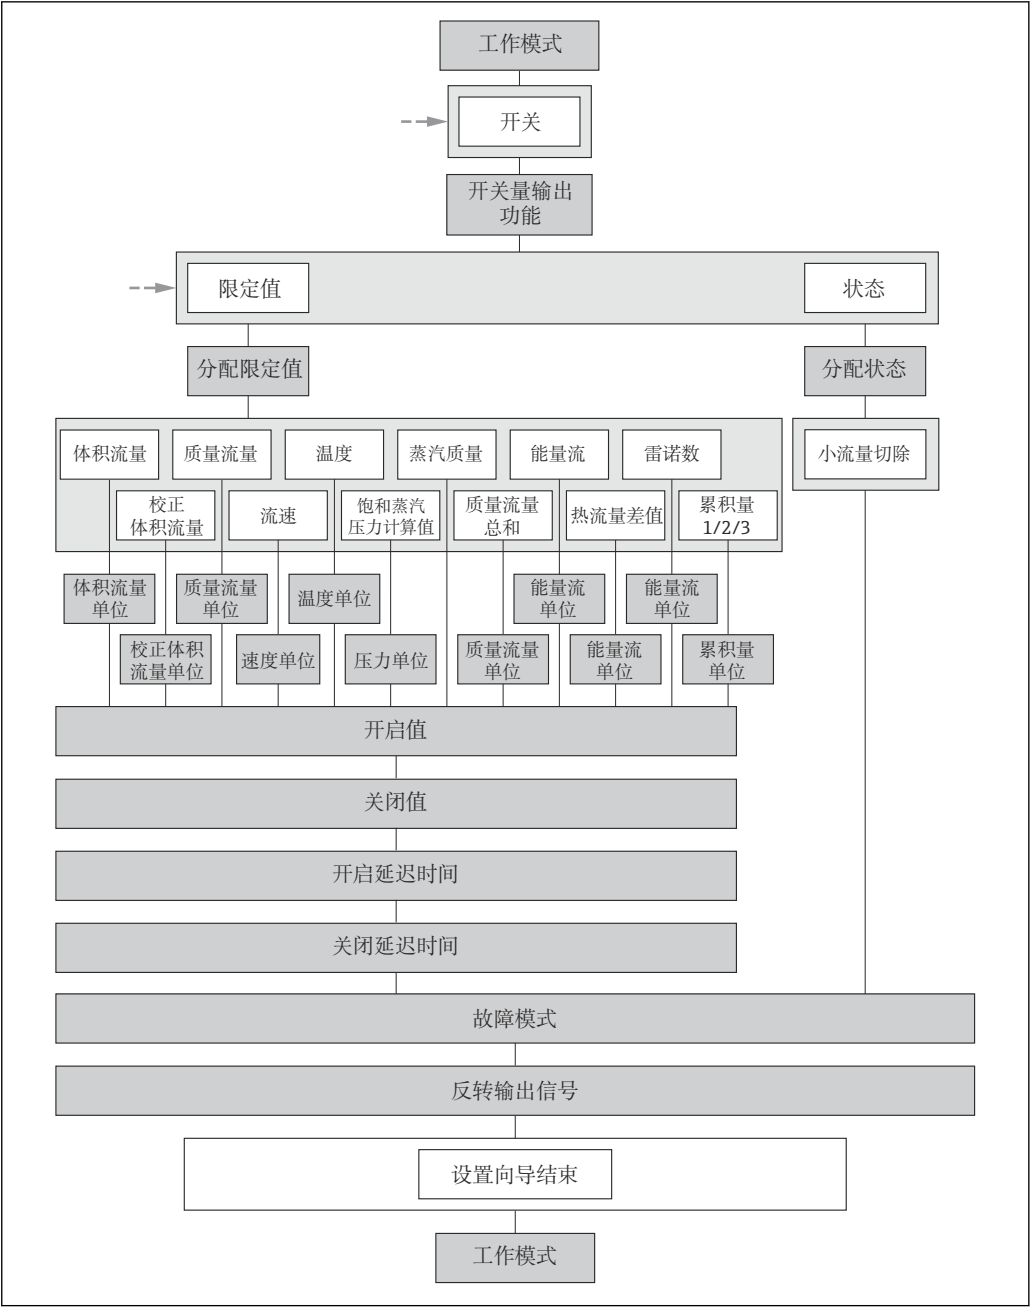 工作模式
开关
开关量输出
功能
限定值
状态
分配限定值
分配状态
体积流量
质量流量
温度
蒸汽质量
能量流
雷诺数
小流量切除
校正
体积流量
流速
饱和蒸汽
压力计算值
质量流量
总和
热流量差值
累积量
1/2/3
体积流量
单位
质量流量
单位
温度单位
能量流
单位
能量流
单位
校正体积
流量单位
速度单位
压力单位
质量流量
单位
能量流
单位
累积量
单位
开启值
关闭值
开启延迟时间
关闭延迟时间
故障模式
反转输出信号
设置向导结束
工作模式